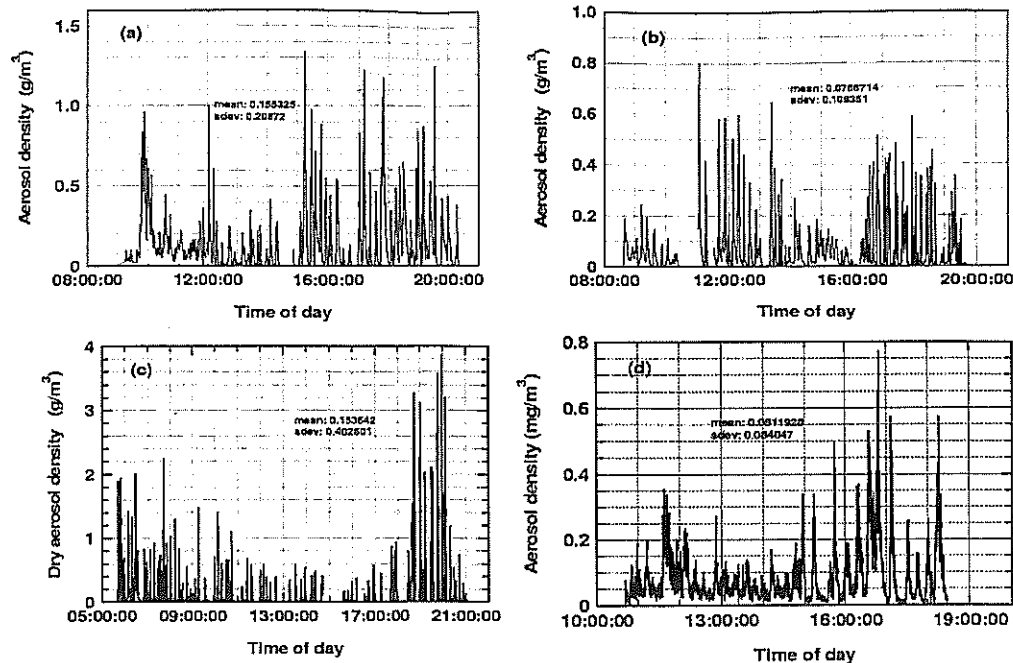 (a)
Aerosol density (g/m³)
1.5
1.0
0.5
0
mean: 0.155325
sdev: 0.20872
08:00:00 12:00:00 16:00:00 20:00:00
Time of day
(b)
Aerosol density (g/m³)
1.0
0.8
0.6
0.4
0.2
0
mean: 0.0766714
sdev: 0.109351
08:00:00 12:00:00 16:00:00 20:00:00
Time of day
(c)
Dry aerosol density (g/m³)
4
3
2
1
0
mean: 0.153642
sdev: 0.402601
05:00:00 09:00:00 13:00:00 17:00:00 21:00:00
Time of day
(d)
Aerosol density (mg/m³)
0.8
0.6
0.4
0.2
0
mean: 0.0811928
sdev: 0.084047
10:00:00 13:00:00 16:00:00 19:00:00
Time of day